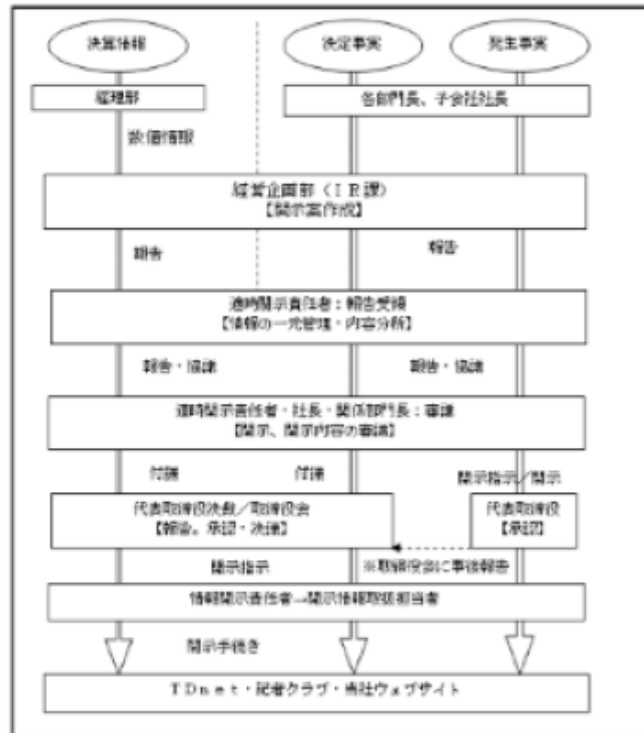 決算情報
決定事実
発生事実
経理部
各部門長、子会社社長
数値情報
経営企画部（ＩＲ課）
【開示案作成】
報告
報告
適時開示責任者：報告受領
【情報の一元管理・内容分析】
報告・協議
報告・協議
適時開示責任者・社長・関係部門長：審議
【開示、開示内容の審議】
付議
付議
開示指示／開示
代表取締役決裁／取締役会
【報告。承認・決議】
代表取締役
【承認】
開示指示
※取締役会に事後報告
情報開示責任者→開示情報取扱担当者
開示手続き
ＴＤｎｅｔ・記者クラブ・当社ウェブサイト